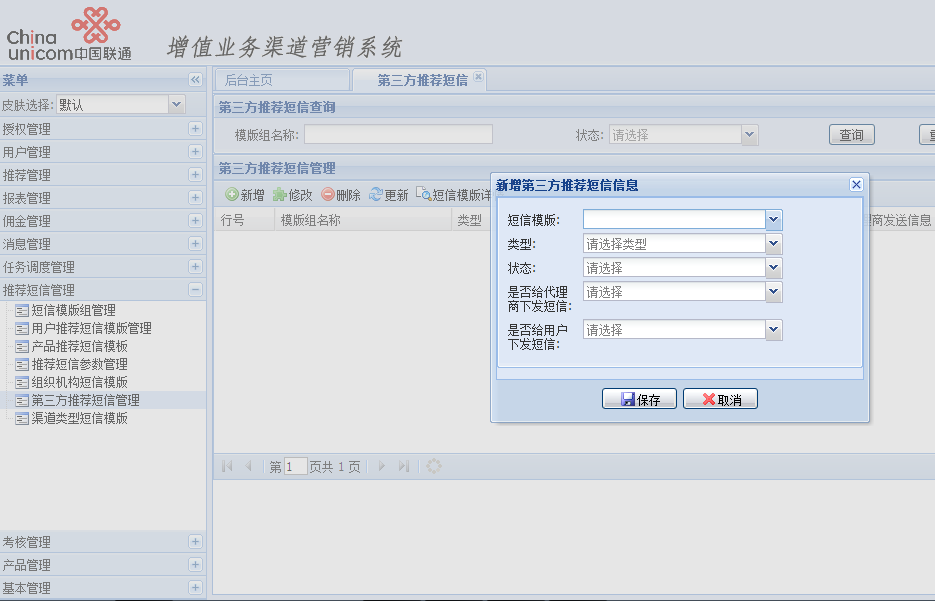 China
unicom中国联通
增值业务渠道营销系统
菜单
皮肤选择: 默认
授权管理
用户管理
推荐管理
报表管理
佣金管理
消息管理
任务调度管理
推荐短信管理
短信模版组管理
用户推荐短信模版管理
产品推荐短信模板
推荐短信参数管理
组织机构短信模版
第三方推荐短信管理
渠道类型短信模版
考核管理
产品管理
基本管理
后台主页 第三方推荐短信
第三方推荐短信查询
模版组名称: 状态: 请选择 查询
第三方推荐短信管理
新增 修改 删除 更新 短信模版详
行号 模版组名称 类型 商发送信息
第 1 页共 1 页
新增第三方推荐短信信息
短信模版:
类型: 请选择类型
状态: 请选择
是否给代理
商下发短信: 请选择
是否给用户
下发短信: 请选择
保存 取消